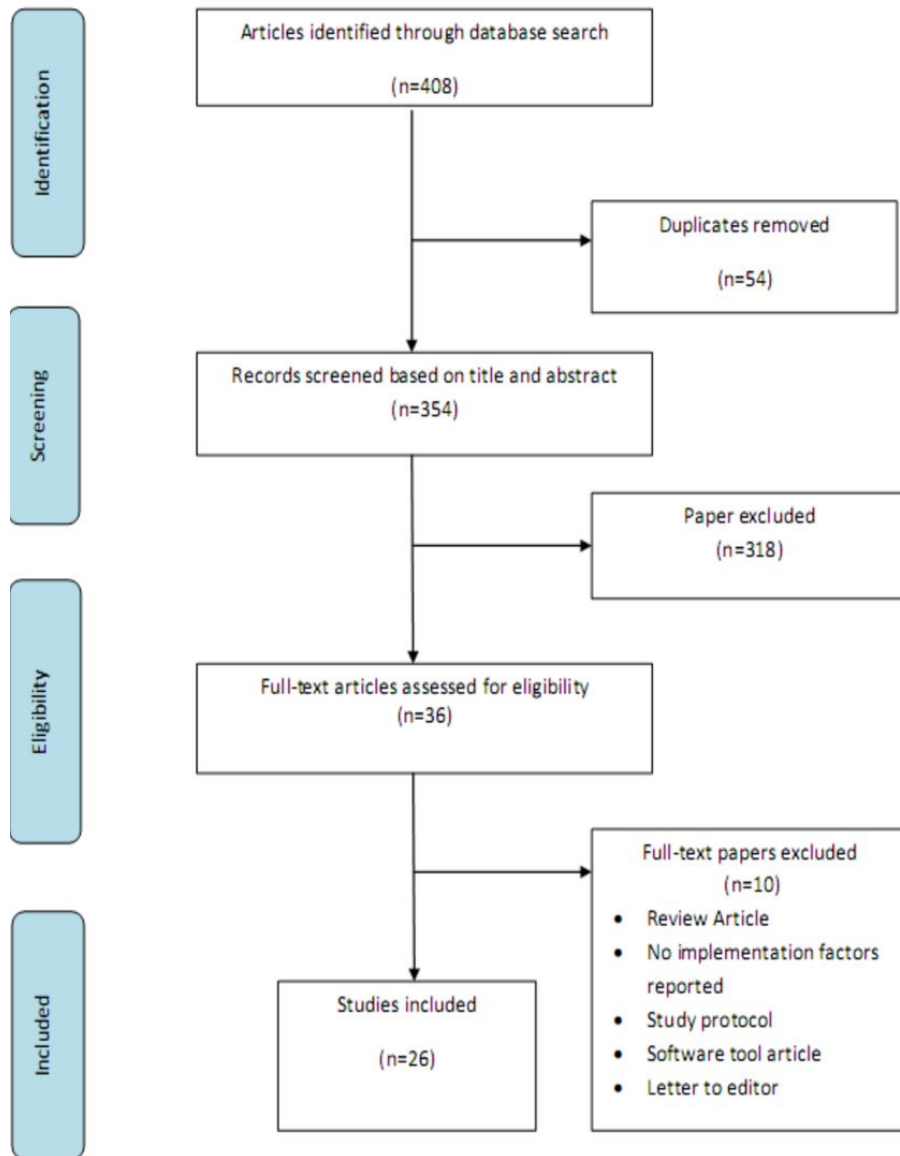 Identification
Articles identified through database search
(n=408)
Duplicates removed
(n=54)
Screening
Records screened based on title and abstract
(n=354)
Paper excluded
(n=318)
Eligibility
Full-text articles assessed for eligibility
(n=36)
Full-text papers excluded
(n=10)
• Review Article
• No implementation factors
reported
• Study protocol
• Software tool article
• Letter to editor
Included
Studies included
(n=26)